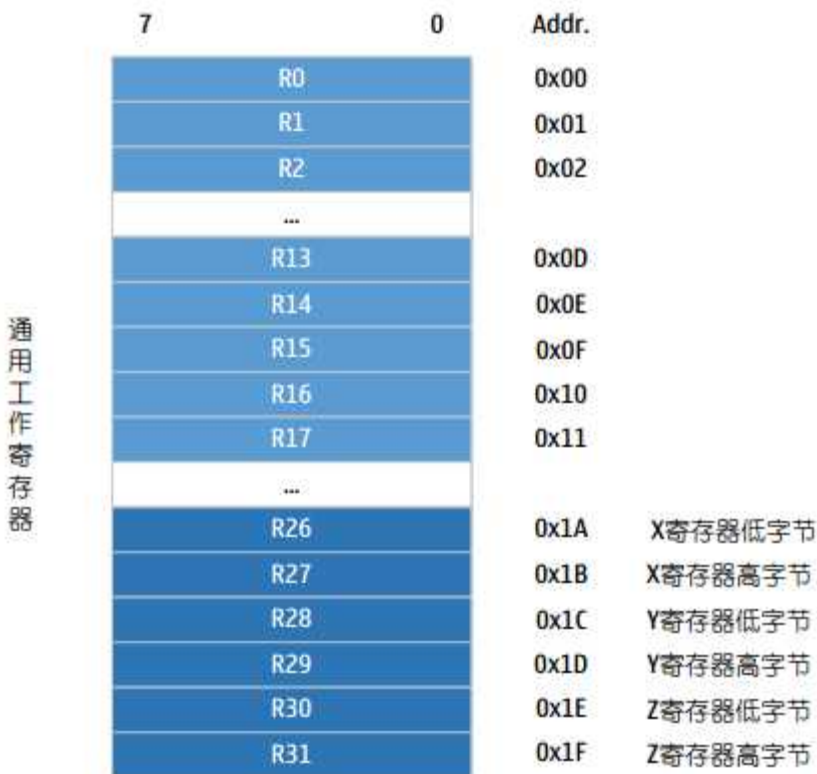 7 0 Addr.
R0 0x00
R1 0x01
R2 0x02
...
R13 0x0D
R14 0x0E
R15 0x0F
R16 0x10
R17 0x11
...
R26 0x1A X寄存器低字节
R27 0x1B X寄存器高字节
R28 0x1C Y寄存器低字节
R29 0x1D Y寄存器高字节
R30 0x1E Z寄存器低字节
R31 0x1F Z寄存器高字节
通用工作寄存器